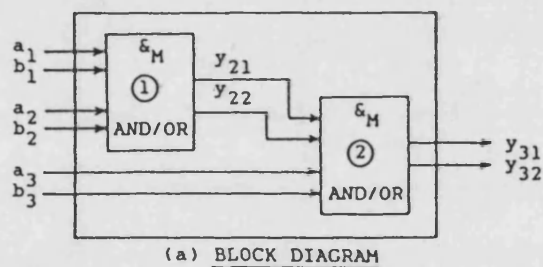 a1
b1
a2
b2
a3
b3
&M
1
AND/OR
y21
y22
&M
2
AND/OR
y31
y32
(a) BLOCK DIAGRAM